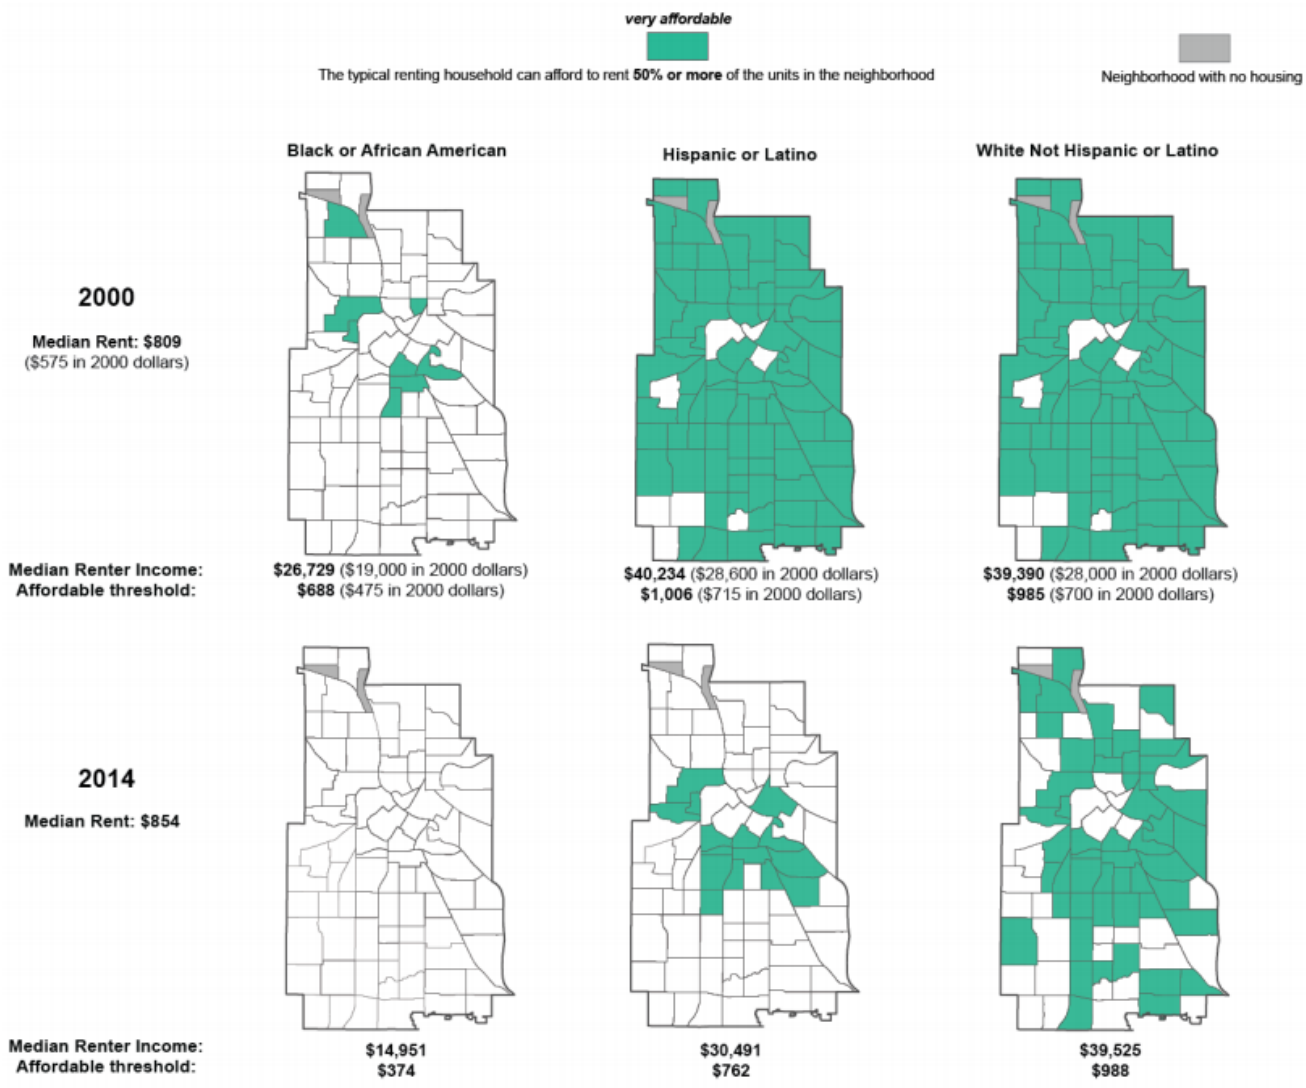 very affordable
The typical renting household can afford to rent 50% or more of the units in the neighborhood
Neighborhood with no housing
Black or African American
Hispanic or Latino
White Not Hispanic or Latino
2000
Median Rent: $809
($575 in 2000 dollars)
Median Renter Income:
Affordable threshold:
$26,729 ($19,000 in 2000 dollars)
$688 ($475 in 2000 dollars)
$40,234 ($28,600 in 2000 dollars)
$1,006 ($715 in 2000 dollars)
$39,390 ($28,000 in 2000 dollars)
$985 ($700 in 2000 dollars)
2014
Median Rent: $854
Median Renter Income:
Affordable threshold:
$14,951
$374
$30,491
$762
$39,525
$988